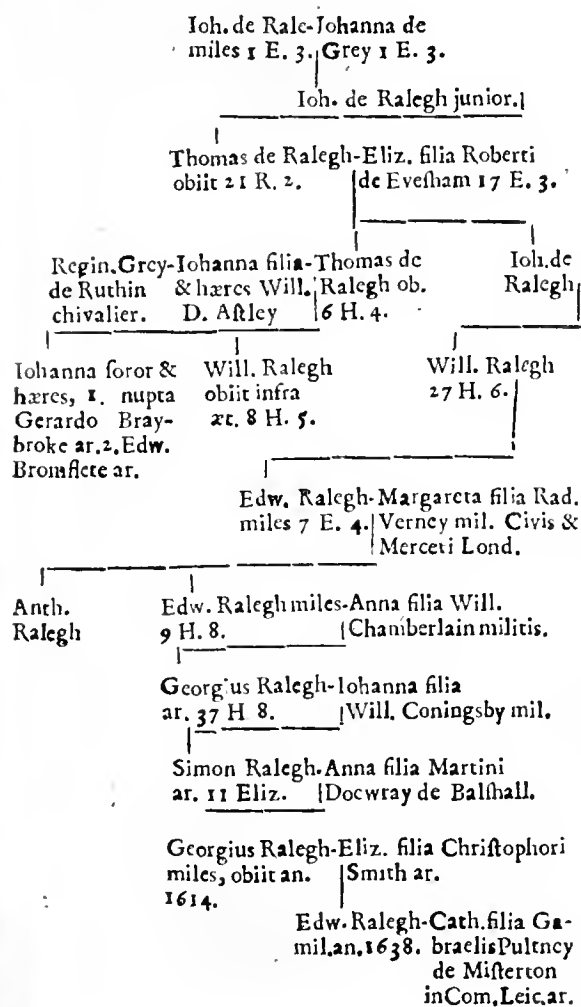 Ioh. de Rale-Johanna de
miles 1 E. 3. Grey 1 E. 3.
Ioh. de Ralegh junior.
Thomas de Ralegh-Eliz. filia Roberti
obiit 21 R. 2. de Eveſham 17 E. 3.
Regin. Grey-Iohanna filia-Thomas de
de Ruthin & hæres Will. Ralegh ob.
chivalier. D. Aſtley 6 H. 4.
Ioh. de
Ralegh
Iohanna ſoror &
hæres, 1. nupta
Gerardo Bray-
broke ar. 2. Edw.
Bromflete ar.
Will. Ralegh
obiit infra
æt. 8 H. 5.
Will. Ralegh
27 H. 6.
Edw. Ralegh-Margareta filia Rad.
miles 7 E. 4. Verney mil. Civis &
Merceti Lond.
Anth.
Ralegh
Edw. Ralegh miles-Anna filia Will.
9 H. 8. Chamberlain militis.
Georgius Ralegh-Iohanna filia
ar. 37 H 8. Will. Coningsby mil.
Simon Ralegh-Anna filia Martini
ar. 11 Eliz. Docwray de Balſhall.
Georgius Ralegh-Eliz. filia Chriſtophori
miles, obiit an. Smith ar.
1614.
Edw. Ralegh-Cath. filia Ga-
mil. an. 1638. braelis Pultney
de Miſterton
in Com. Leic. ar.